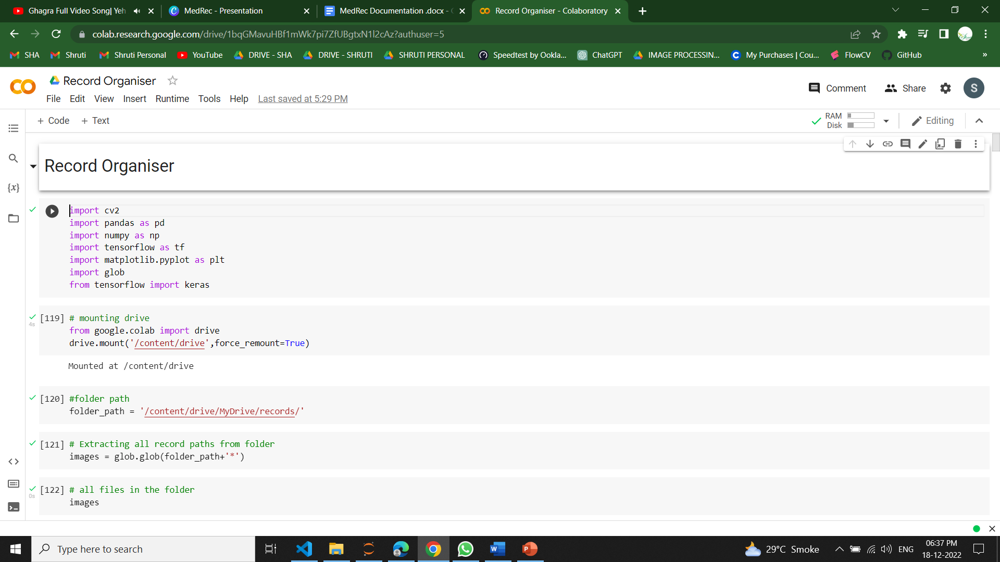 Ghagra Full Video Song| Yeh
MedRec - Presentation
MedRec Documentation .docx -
Record Organiser - Colaboratory
colab.research.google.com/drive/1bqGMavuHBf1mWk7pi7ZfUBgtxN1l2cAz?authuser=5
SHA
Shruti
Shruti Personal
YouTube
DRIVE - SHA
DRIVE - SHRUTI
SHRUTI PERSONAL
Speedtest by Ookla...
ChatGPT
IMAGE PROCESSIN...
My Purchases | Cou...
FlowCV
GitHub
»
Record Organiser
Comment
Share
S
File Edit View Insert Runtime Tools Help Last saved at 5:29 PM
+ Code + Text
RAM
Disk
Editing
Record Organiser
{x}
import cv2
import pandas as pd
import numpy as np
import tensorflow as tf
import matplotlib.pyplot as plt
import glob
from tensorflow import keras
[119] # mounting drive
4s
from google.colab import drive
drive.mount('/content/drive',force_remount=True)
Mounted at /content/drive
[120] #folder path
folder_path = '/content/drive/MyDrive/records/'
[121] # Extracting all record paths from folder
images = glob.glob(folder_path+'*')
[122] # all files in the folder
0s
images
Type here to search
29°C Smoke
ENG
06:37 PM
18-12-2022